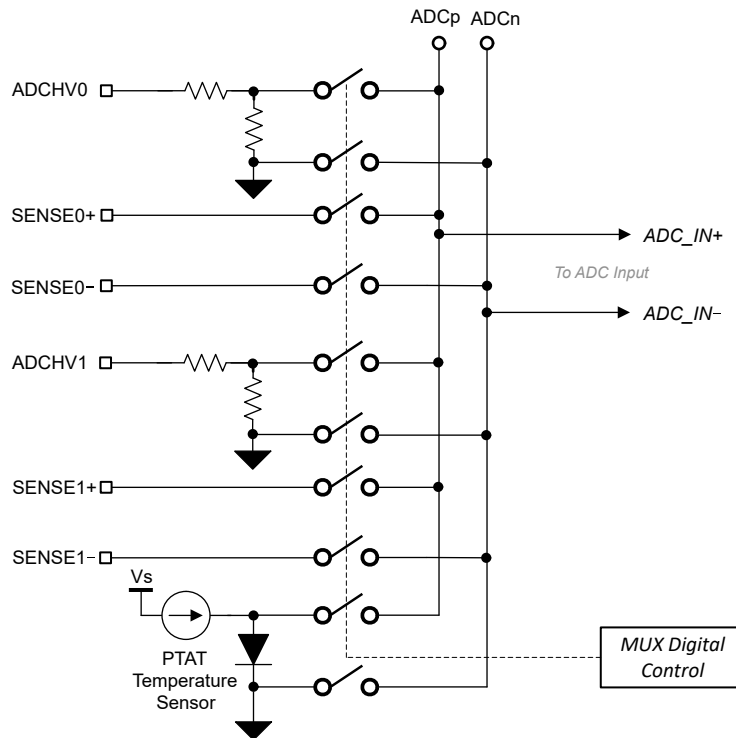 ADCp ADCn
ADCHV0
SENSE0+
ADC_IN+
To ADC Input
SENSE0−
ADC_IN−
ADCHV1
SENSE1+
SENSE1−
Vs
PTAT
Temperature
Sensor
MUX Digital
Control